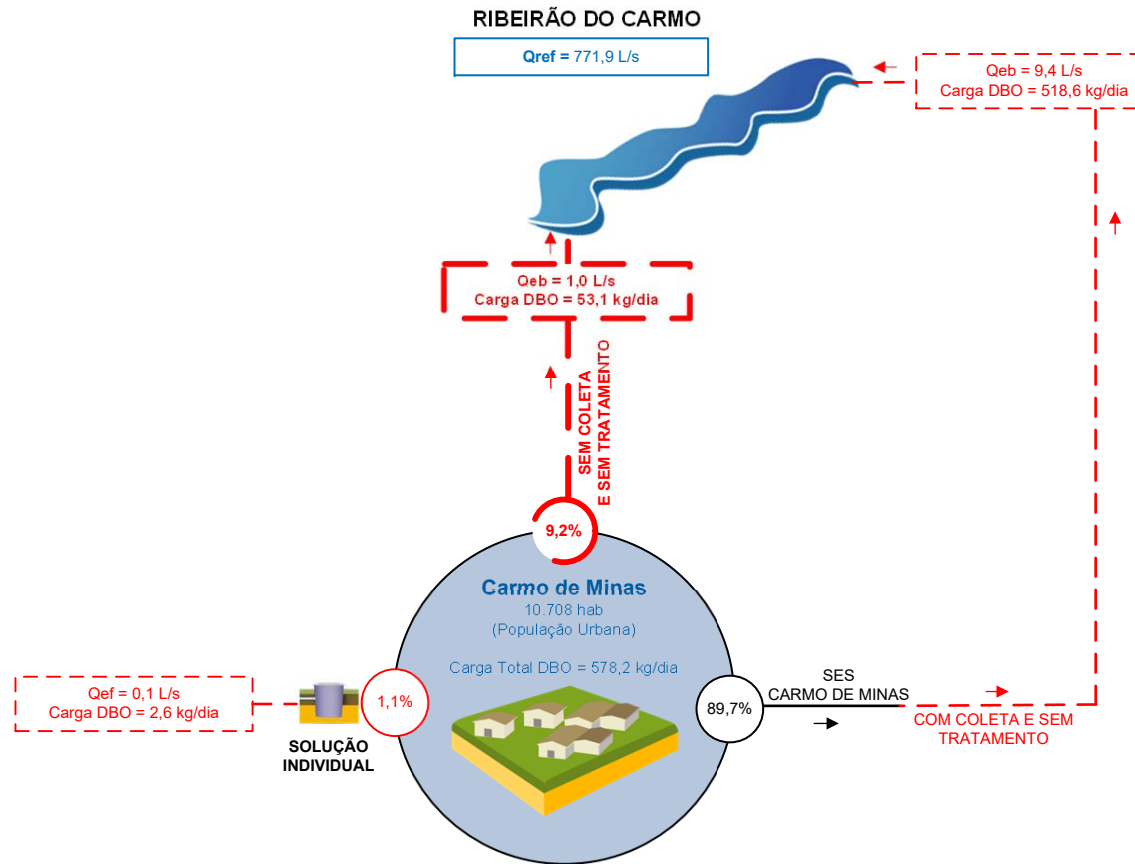 RIBEIRÃO DO CARMO
Qref = 771,9 L/s
Qeb = 9,4 L/s
Carga DBO = 518,6 kg/dia
Qeb = 1,0 L/s
Carga DBO = 53,1 kg/dia
SEM COLETA
E SEM TRATAMENTO
9,2%
Carmo de Minas
10.708 hab
(População Urbana)
Carga Total DBO = 578,2 kg/dia
Qef = 0,1 L/s
Carga DBO = 2,6 kg/dia
SOLUÇÃO
INDIVIDUAL
1,1%
89,7%
SES
CARMO DE MINAS
COM COLETA E SEM
TRATAMENTO